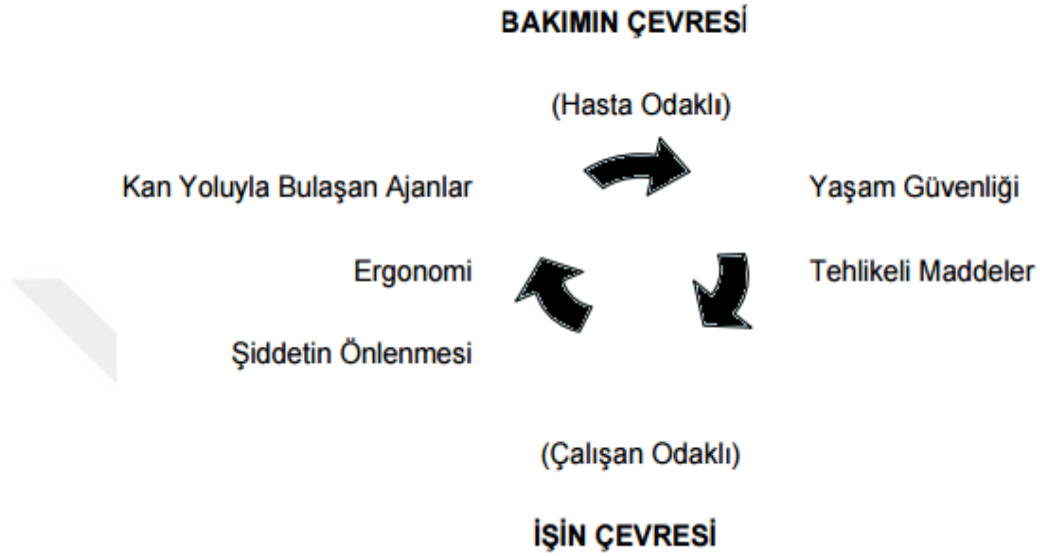 BAKIMIN ÇEVRESİ
(Hasta Odaklı)
Kan Yoluyla Bulaşan Ajanlar
Yaşam Güvenliği
Ergonomi
Tehlikeli Maddeler
Şiddetin Önlenmesi
(Çalışan Odaklı)
İŞİN ÇEVRESİ